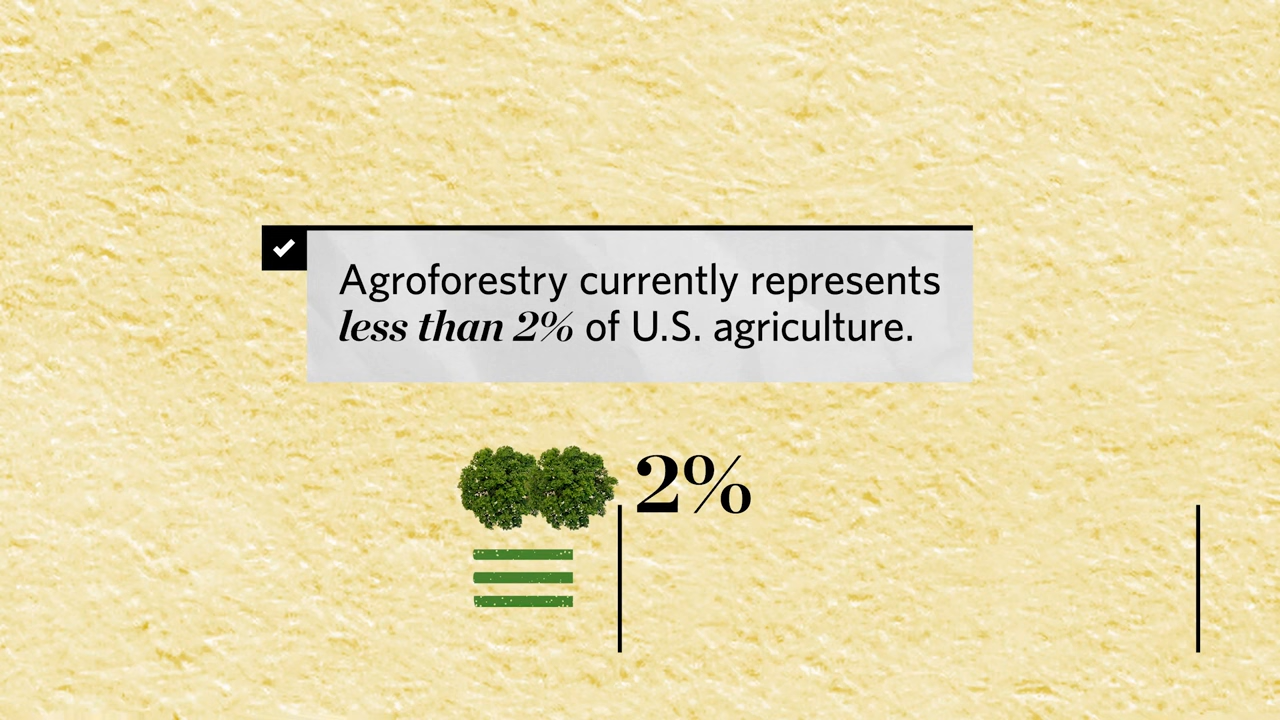 Agroforestry currently represents
less than 2% of U.S. agriculture.
2%